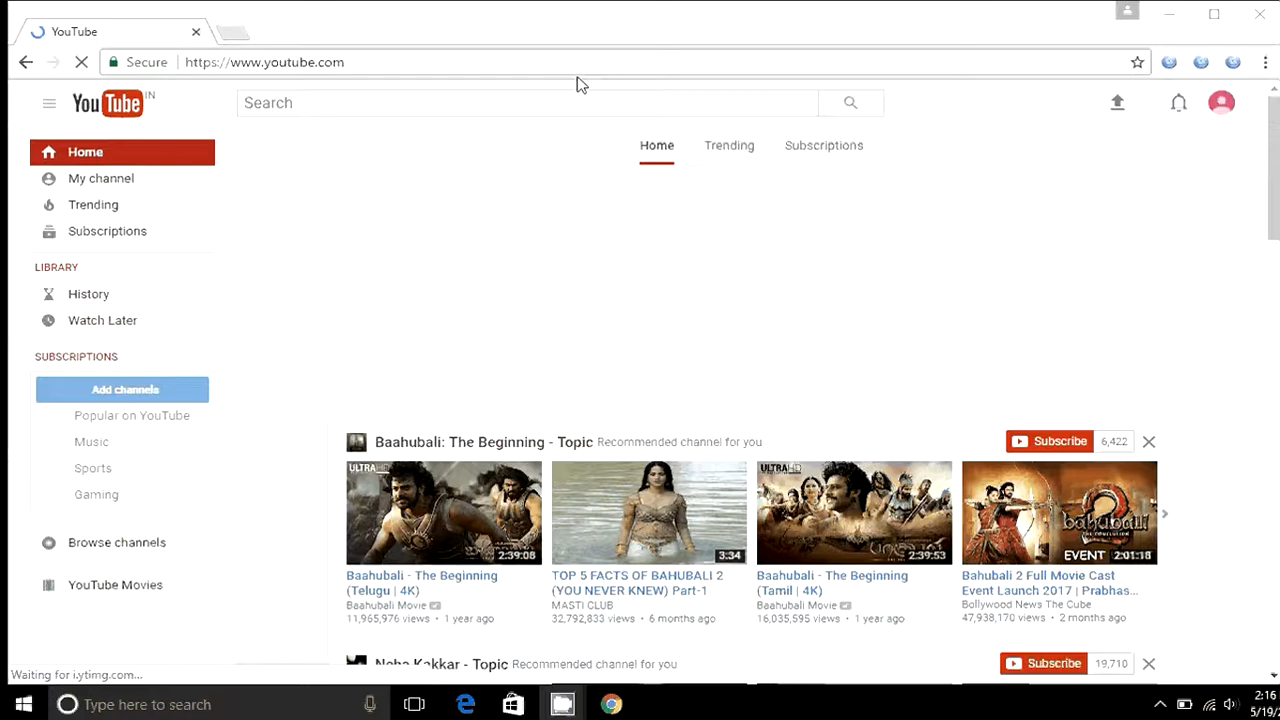 YouTube
Secure https://www.youtube.com
YouTube IN
Search
Home
Trending
Subscriptions
Home
My channel
Trending
Subscriptions
LIBRARY
History
Watch Later
SUBSCRIPTIONS
Add channels
Popular on YouTube
Music
Sports
Gaming
Browse channels
YouTube Movies
Baahubali: The Beginning - Topic Recommended channel for you
Subscribe 6,422
ULTRAHD
2:39:08
Baahubali - The Beginning
(Telugu | 4K)
Baahubali Movie
11,965,976 views • 1 year ago
3:34
TOP 5 FACTS OF BAHUBALI 2
(YOU NEVER KNEW) Part-1
MASTI CLUB
32,792,833 views • 6 months ago
ULTRAHD
2:39:53
Baahubali - The Beginning
(Tamil | 4K)
Baahubali Movie
16,035,595 views • 1 year ago
bahubali 2
EVENT 2:01:18
Bahubali 2 Full Movie Cast
Event Launch 2017 | Prabhas...
Bollywood News The Cube
47,938,170 views • 2 months ago
Neha Kakkar - Topic Recommended channel for you
Subscribe 19,710
Waiting for i.ytimg.com...
Type here to search
2:16
5/19/2